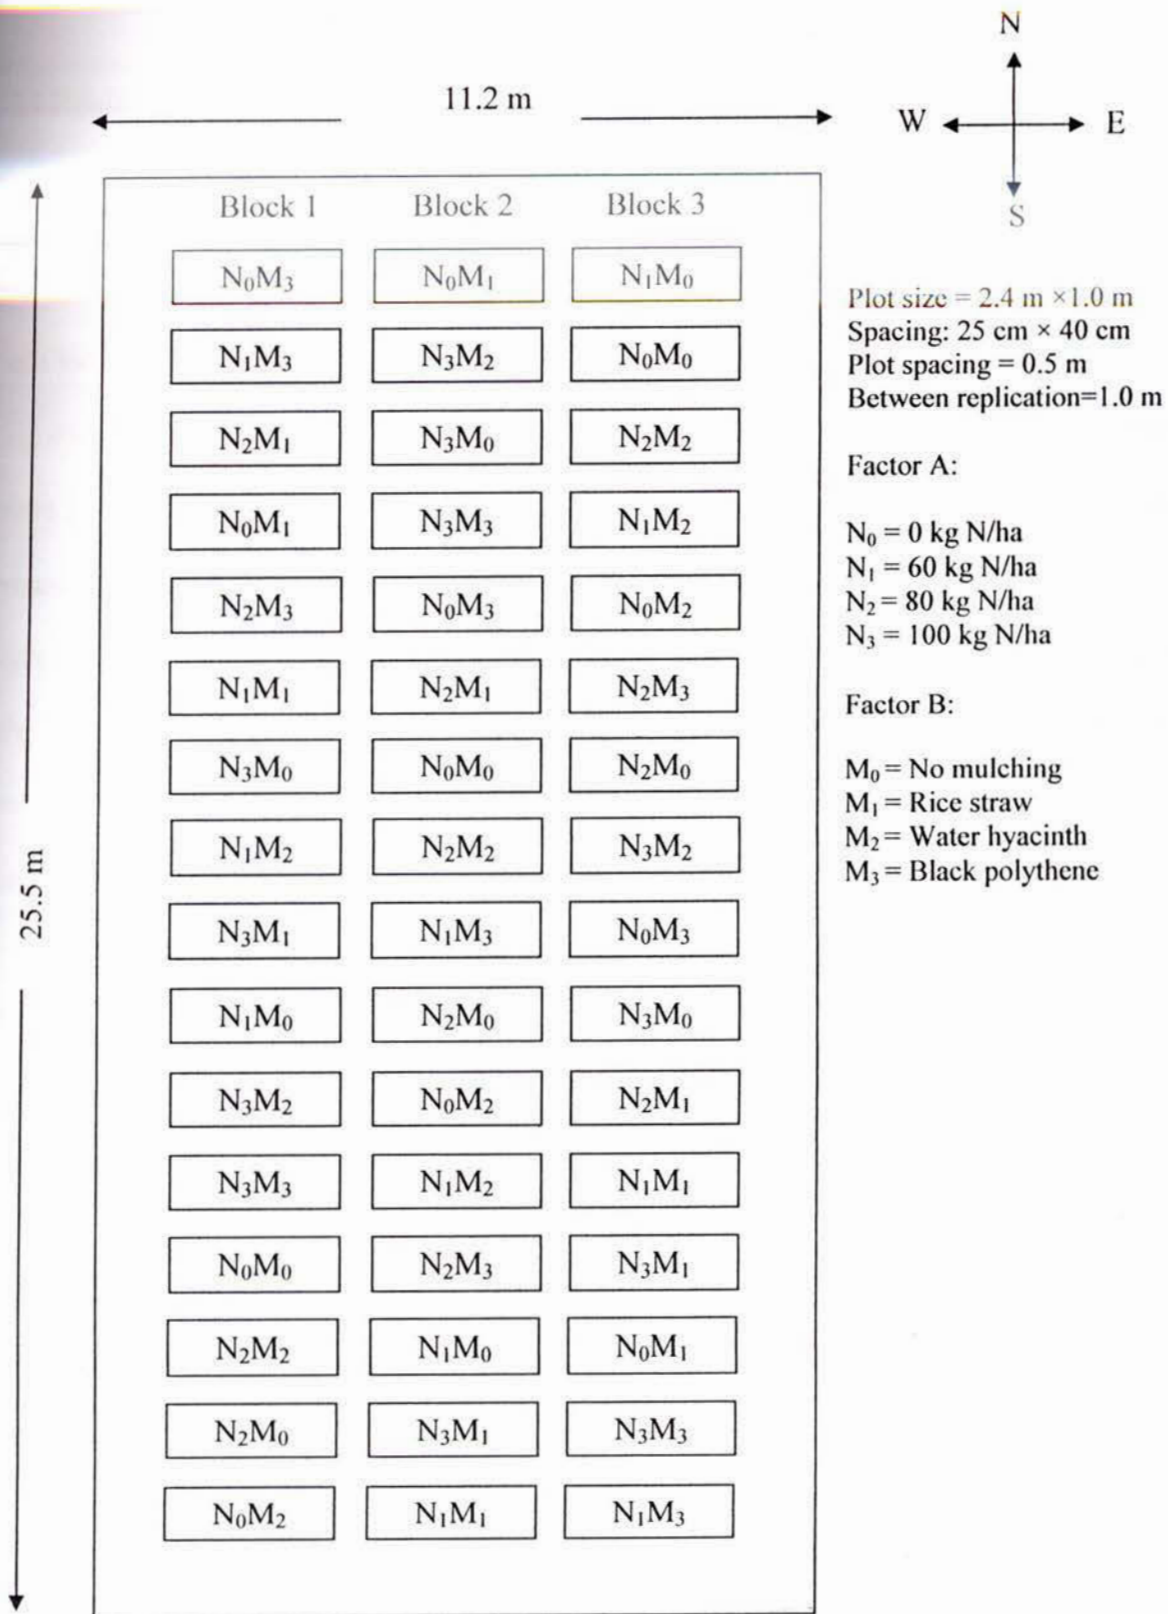 N
11.2 m
W E
S
Block 1 Block 2 Block 3
N₀M₃ N₀M₁ N₁M₀
N₁M₃ N₃M₂ N₀M₀
N₂M₁ N₃M₀ N₂M₂
N₀M₁ N₃M₃ N₁M₂
N₂M₃ N₀M₃ N₀M₂
N₁M₁ N₂M₁ N₂M₃
N₃M₀ N₀M₀ N₂M₀
N₁M₂ N₂M₂ N₃M₂
N₃M₁ N₁M₃ N₀M₃
N₁M₀ N₂M₀ N₃M₀
N₃M₂ N₀M₂ N₂M₁
N₃M₃ N₁M₂ N₁M₁
N₀M₀ N₂M₃ N₃M₁
N₂M₂ N₁M₀ N₀M₁
N₂M₀ N₃M₁ N₃M₃
N₀M₂ N₁M₁ N₁M₃
25.5 m
Plot size = 2.4 m ×1.0 m
Spacing: 25 cm × 40 cm
Plot spacing = 0.5 m
Between replication=1.0 m
Factor A:
N₀ = 0 kg N/ha
N₁ = 60 kg N/ha
N₂ = 80 kg N/ha
N₃ = 100 kg N/ha
Factor B:
M₀ = No mulching
M₁ = Rice straw
M₂ = Water hyacinth
M₃ = Black polythene